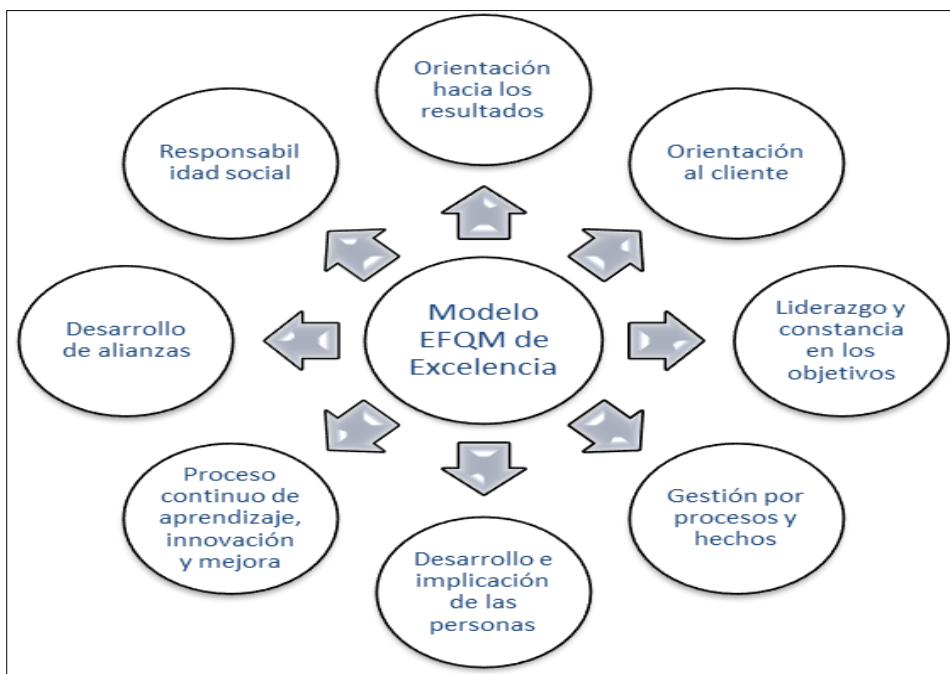 Orientación
hacia los
resultados
Orientación
al cliente
Liderazgo y
constancia
en los
objetivos
Gestión por
procesos y
hechos
Desarrollo e
implicación
de las
personas
Proceso
continuo de
aprendizaje,
innovación
y mejora
Desarrollo
de alianzas
Responsabil
idad social
Modelo
EFQM de
Excelencia